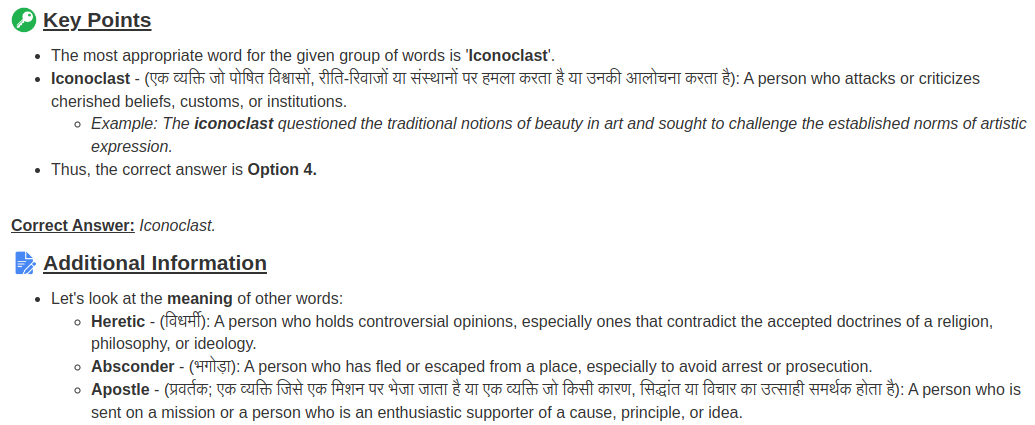 Key Points
• The most appropriate word for the given group of words is 'Iconoclast'.
• Iconoclast - (एक व्यक्ति जो पोषित विश्वासों, रीति-रिवाजों या संस्थानों पर हमला करता है या उनकी आलोचना करता है): A person who attacks or criticizes
cherished beliefs, customs, or institutions.
◦ Example: The iconoclast questioned the traditional notions of beauty in art and sought to challenge the established norms of artistic
expression.
• Thus, the correct answer is Option 4.
Correct Answer: Iconoclast.
Additional Information
• Let's look at the meaning of other words:
◦ Heretic - (विधर्मी): A person who holds controversial opinions, especially ones that contradict the accepted doctrines of a religion,
philosophy, or ideology.
◦ Absconder - (भगोड़ा): A person who has fled or escaped from a place, especially to avoid arrest or prosecution.
◦ Apostle - (प्रवर्तक; एक व्यक्ति जिसे एक मिशन पर भेजा जाता है या एक व्यक्ति जो किसी कारण, सिद्धांत या विचार का उत्साही समर्थक होता है): A person who is
sent on a mission or a person who is an enthusiastic supporter of a cause, principle, or idea.